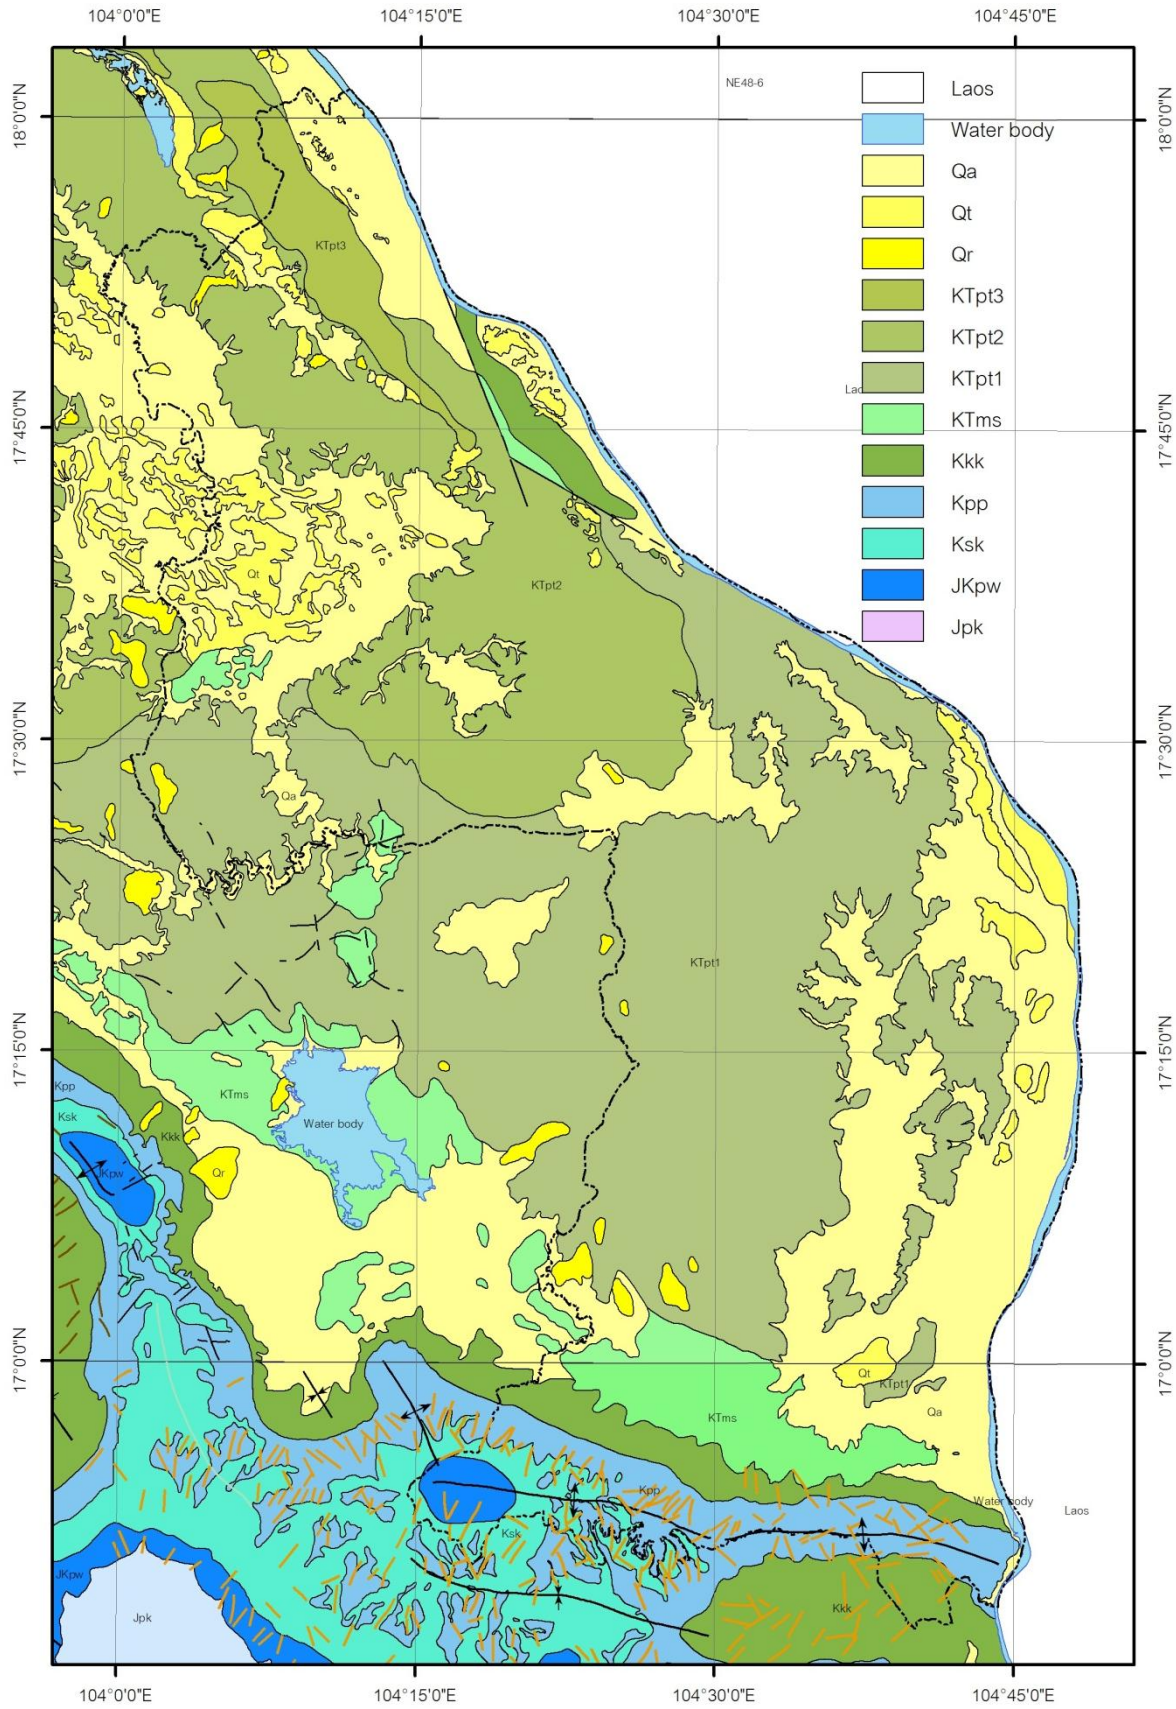 104°0'0"E
104°15'0"E
104°30'0"E
104°45'0"E
18°0'0"N
18°0'0"N
NE48-6
Laos
Water body
Qa
Qt
Qr
KTpt3
KTpt2
KTpt1
KTms
Kkk
Kpp
Ksk
JKpw
Jpk
KTpt3
17°45'0"N
17°45'0"N
Qt
KTpt2
17°30'0"N
17°30'0"N
Qa
KTpt1
17°15'0"N
17°15'0"N
Kpp
KTms
Ksk
Water body
Kkk
JKpw
Qr
17°0'0"N
17°0'0"N
Qt
KTpt1
KTms
Qa
Kpp
Water body
Laos
Ksk
JKpw
Kkk
Jpk
104°0'0"E
104°15'0"E
104°30'0"E
104°45'0"E